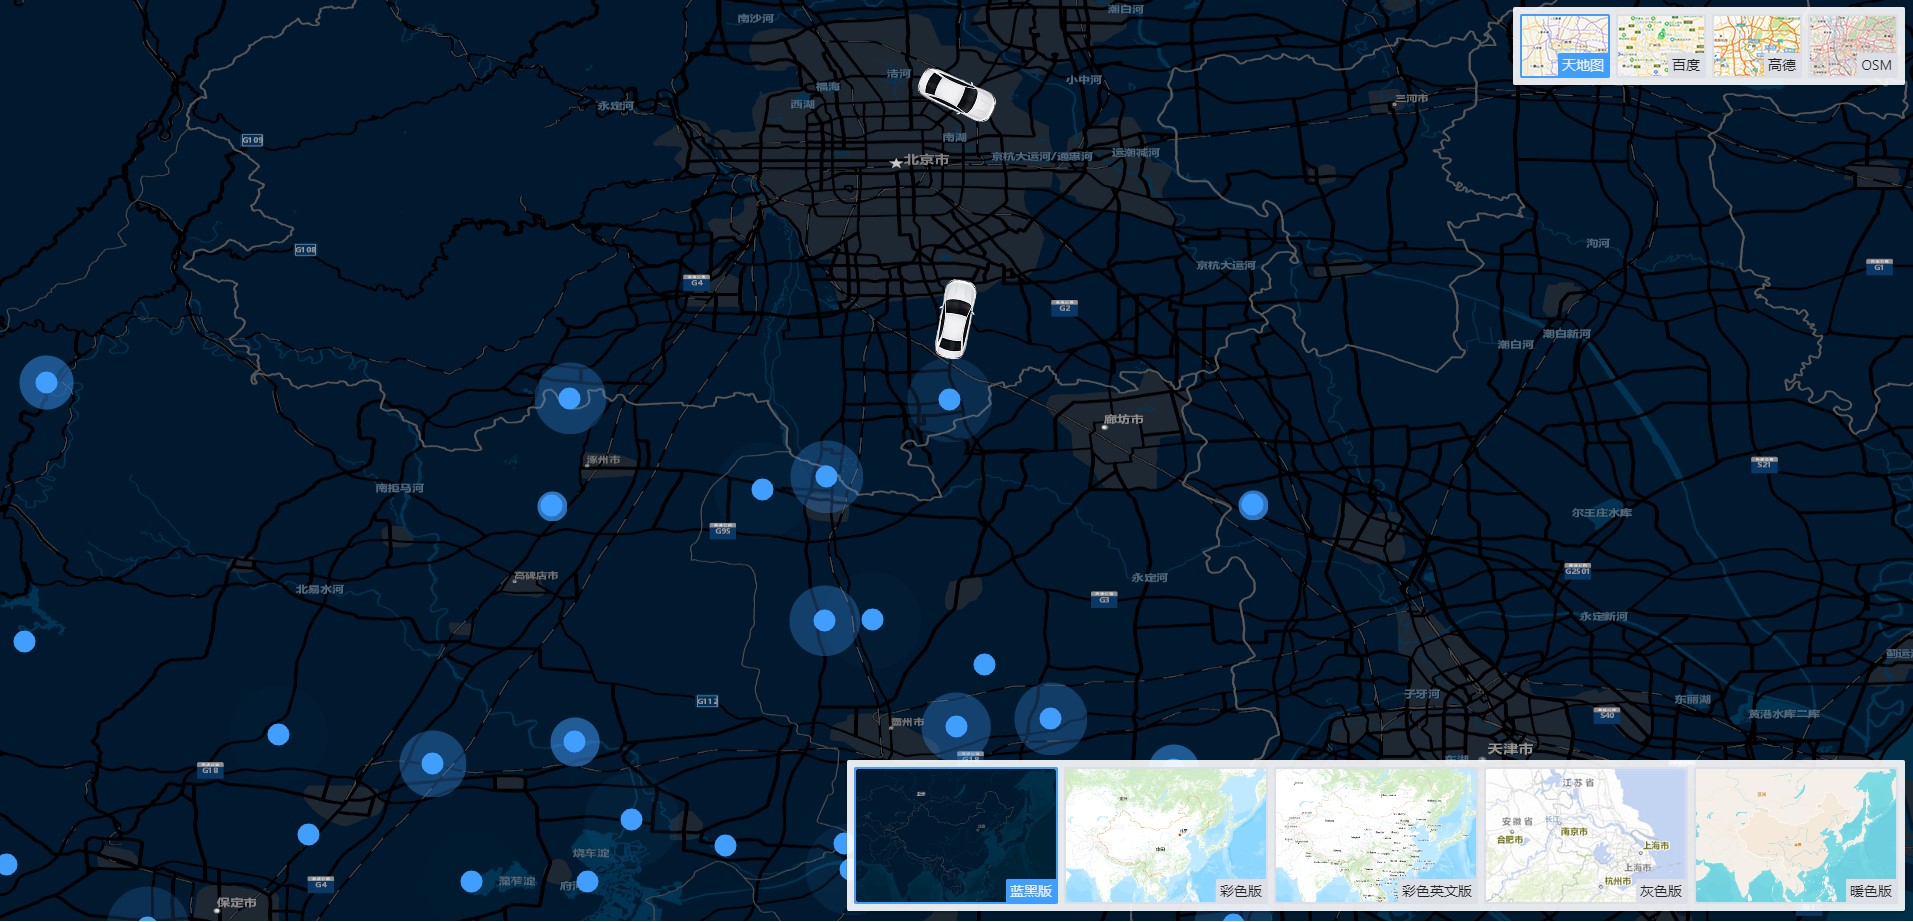 南沙河
潮白河
天地图
百度
高德
OSM
清河
小中河
福海
西湖
永定河
三河市
南湖
G109
北京市
京杭大运河/通惠河
运潮减河
G108
泃河
京杭大运河
G1
G4
G2
潮白新河
潮白河
廊坊市
涿州市
S21
南拒马河
尔王庄水库
G95
G2501
高碑店市
永定河
北易水河
G3
永定新河
蓟运
子牙河
东丽湖
G112
S40
黄港水库二库
霸州市
天津市
G18
G18
烧车淀
府河
G4
保定市
蓝黑版
彩色版
彩色英文版
江苏省
安徽省
长江
南京市
合肥市
上海市
上海市
杭州市
灰色版
暖色版